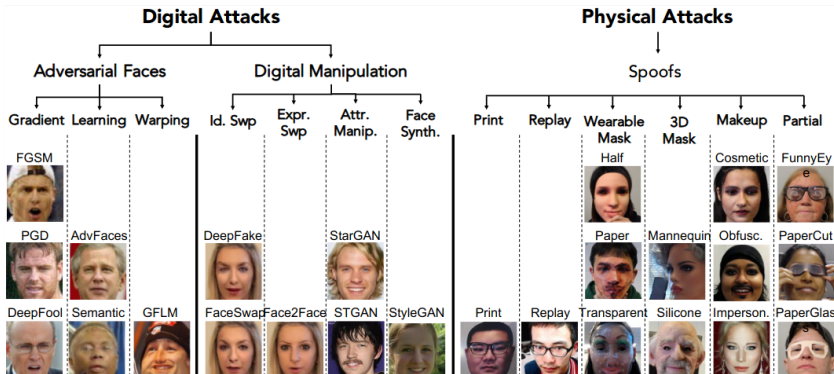 Digital Attacks
Physical Attacks
Adversarial Faces
Digital Manipulation
Spoofs
Gradient
Learning
Warping
Id. Swp
Expr.
Swp
Attr.
Manip.
Face
Synth.
Print
Replay
Wearable
Mask
3D
Mask
Makeup
Partial
FGSM
Half
Cosmetic
FunnyEy
e
PGD
AdvFaces
DeepFake
StarGAN
Paper
Mannequin
Obfusc.
PaperCut
DeepFool
Semantic
GFLM
FaceSwap
Face2Face
STGAN
StyleGAN
Print
Replay
Transparent
Silicone
Imperson.
PaperGlas
s